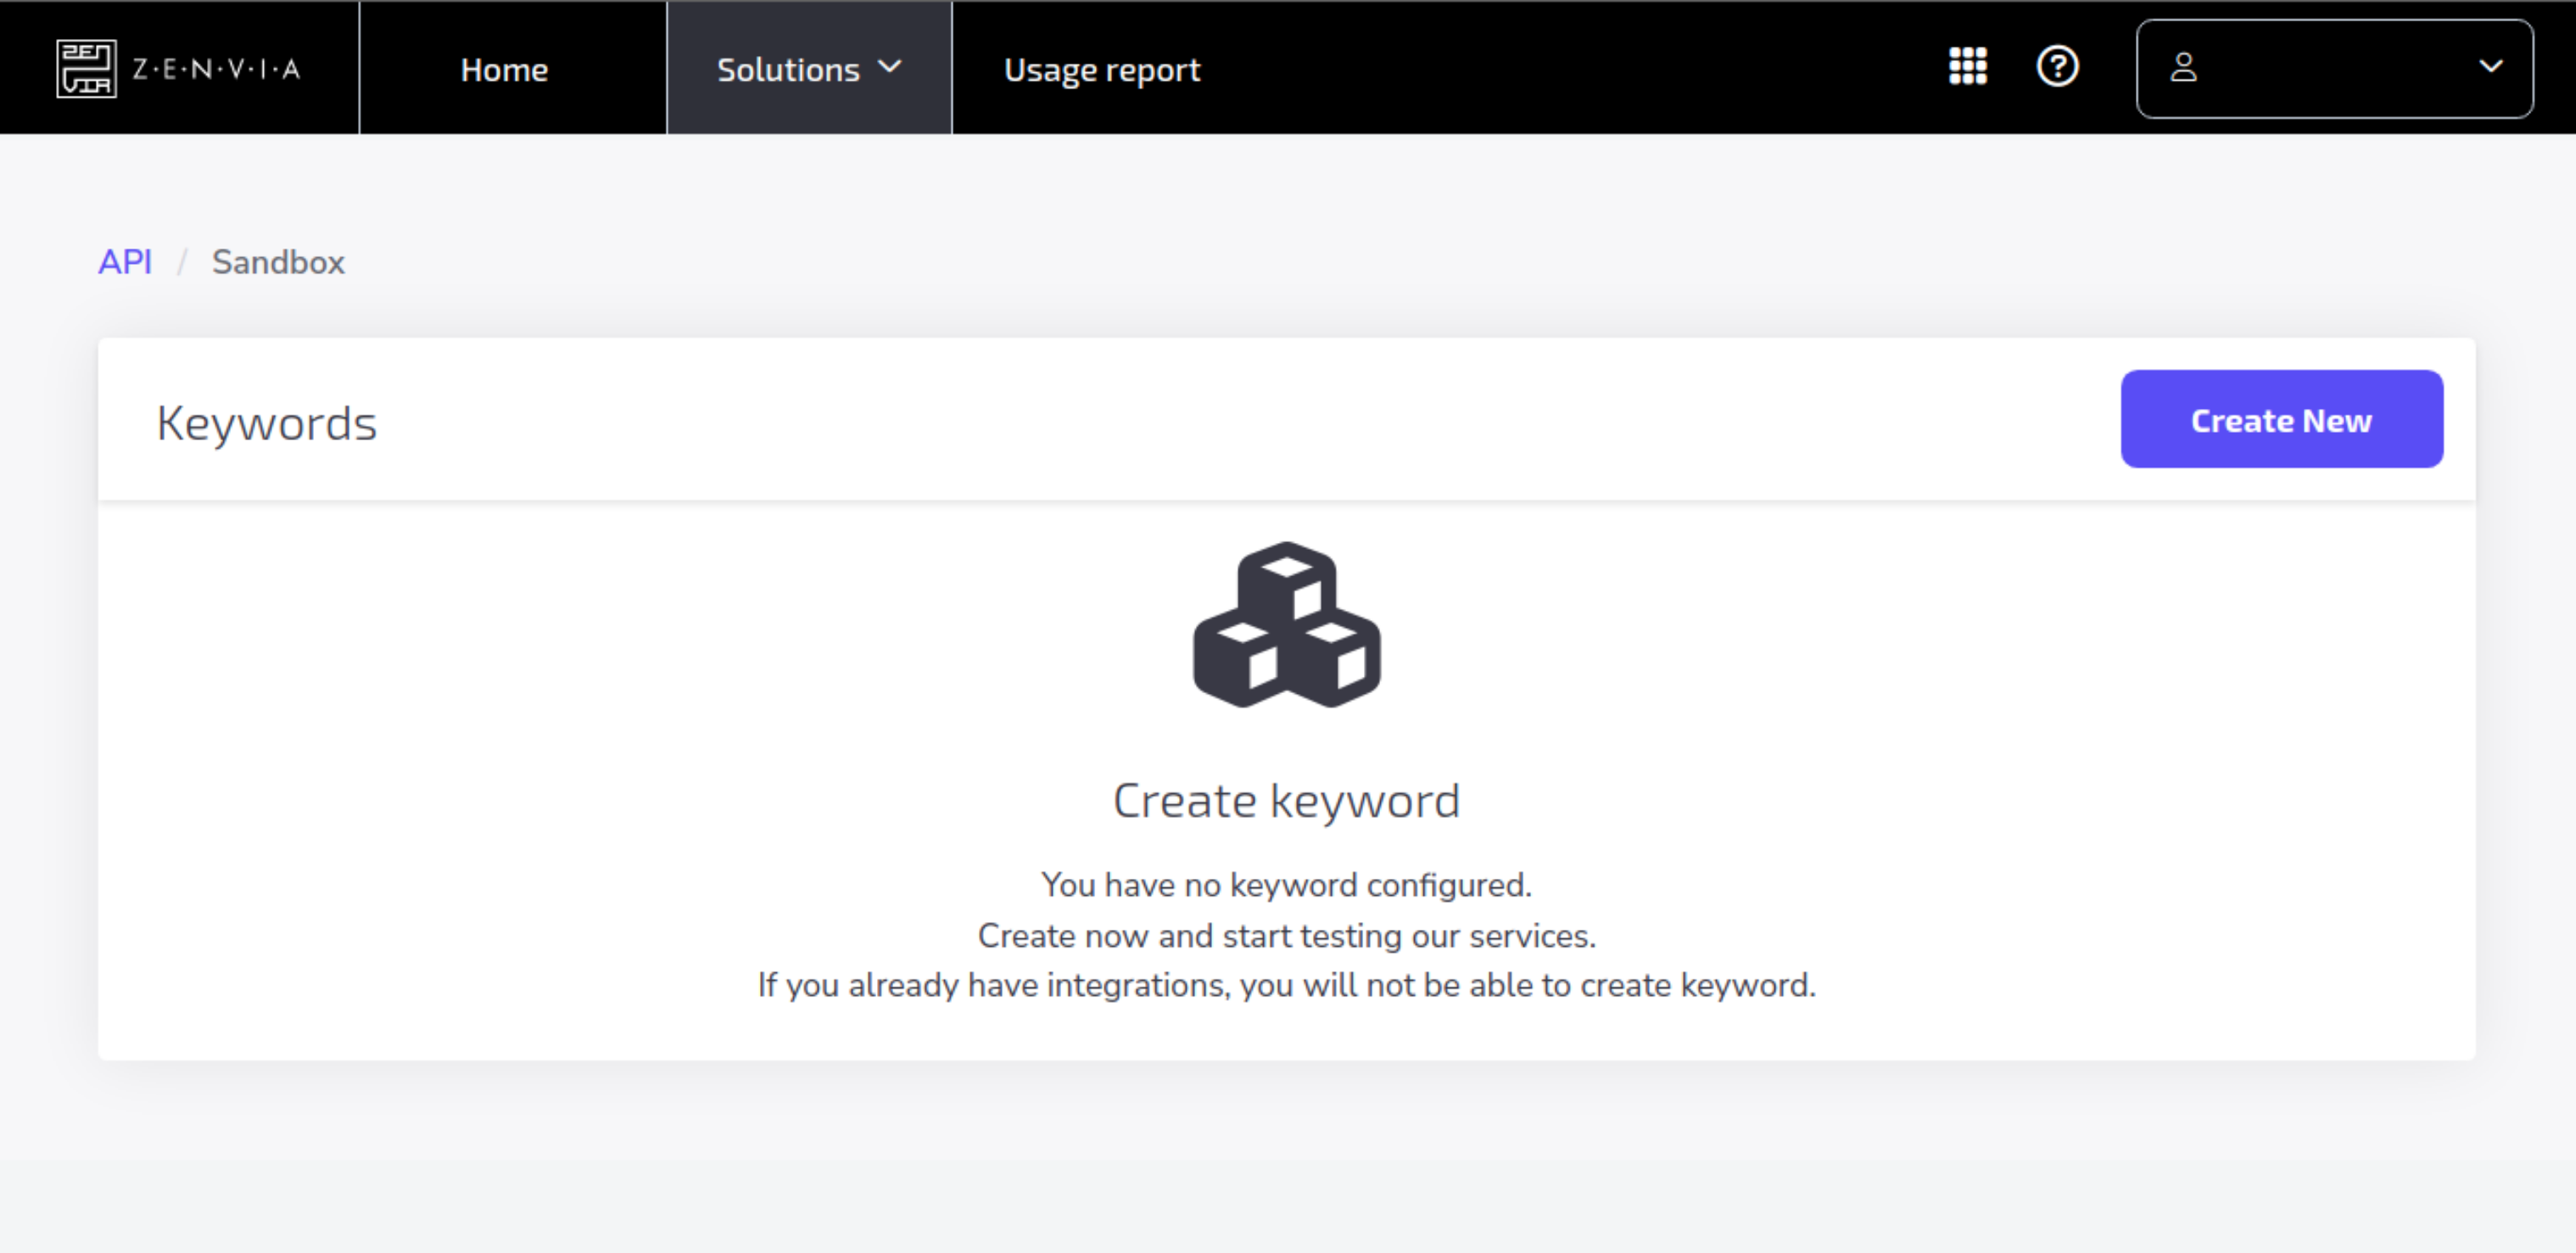 ZENVIA Z·E·N·V·I·A
Home
Solutions
Usage report
API / Sandbox
Keywords
Create New
Create keyword
You have no keyword configured.
Create now and start testing our services.
If you already have integrations, you will not be able to create keyword.